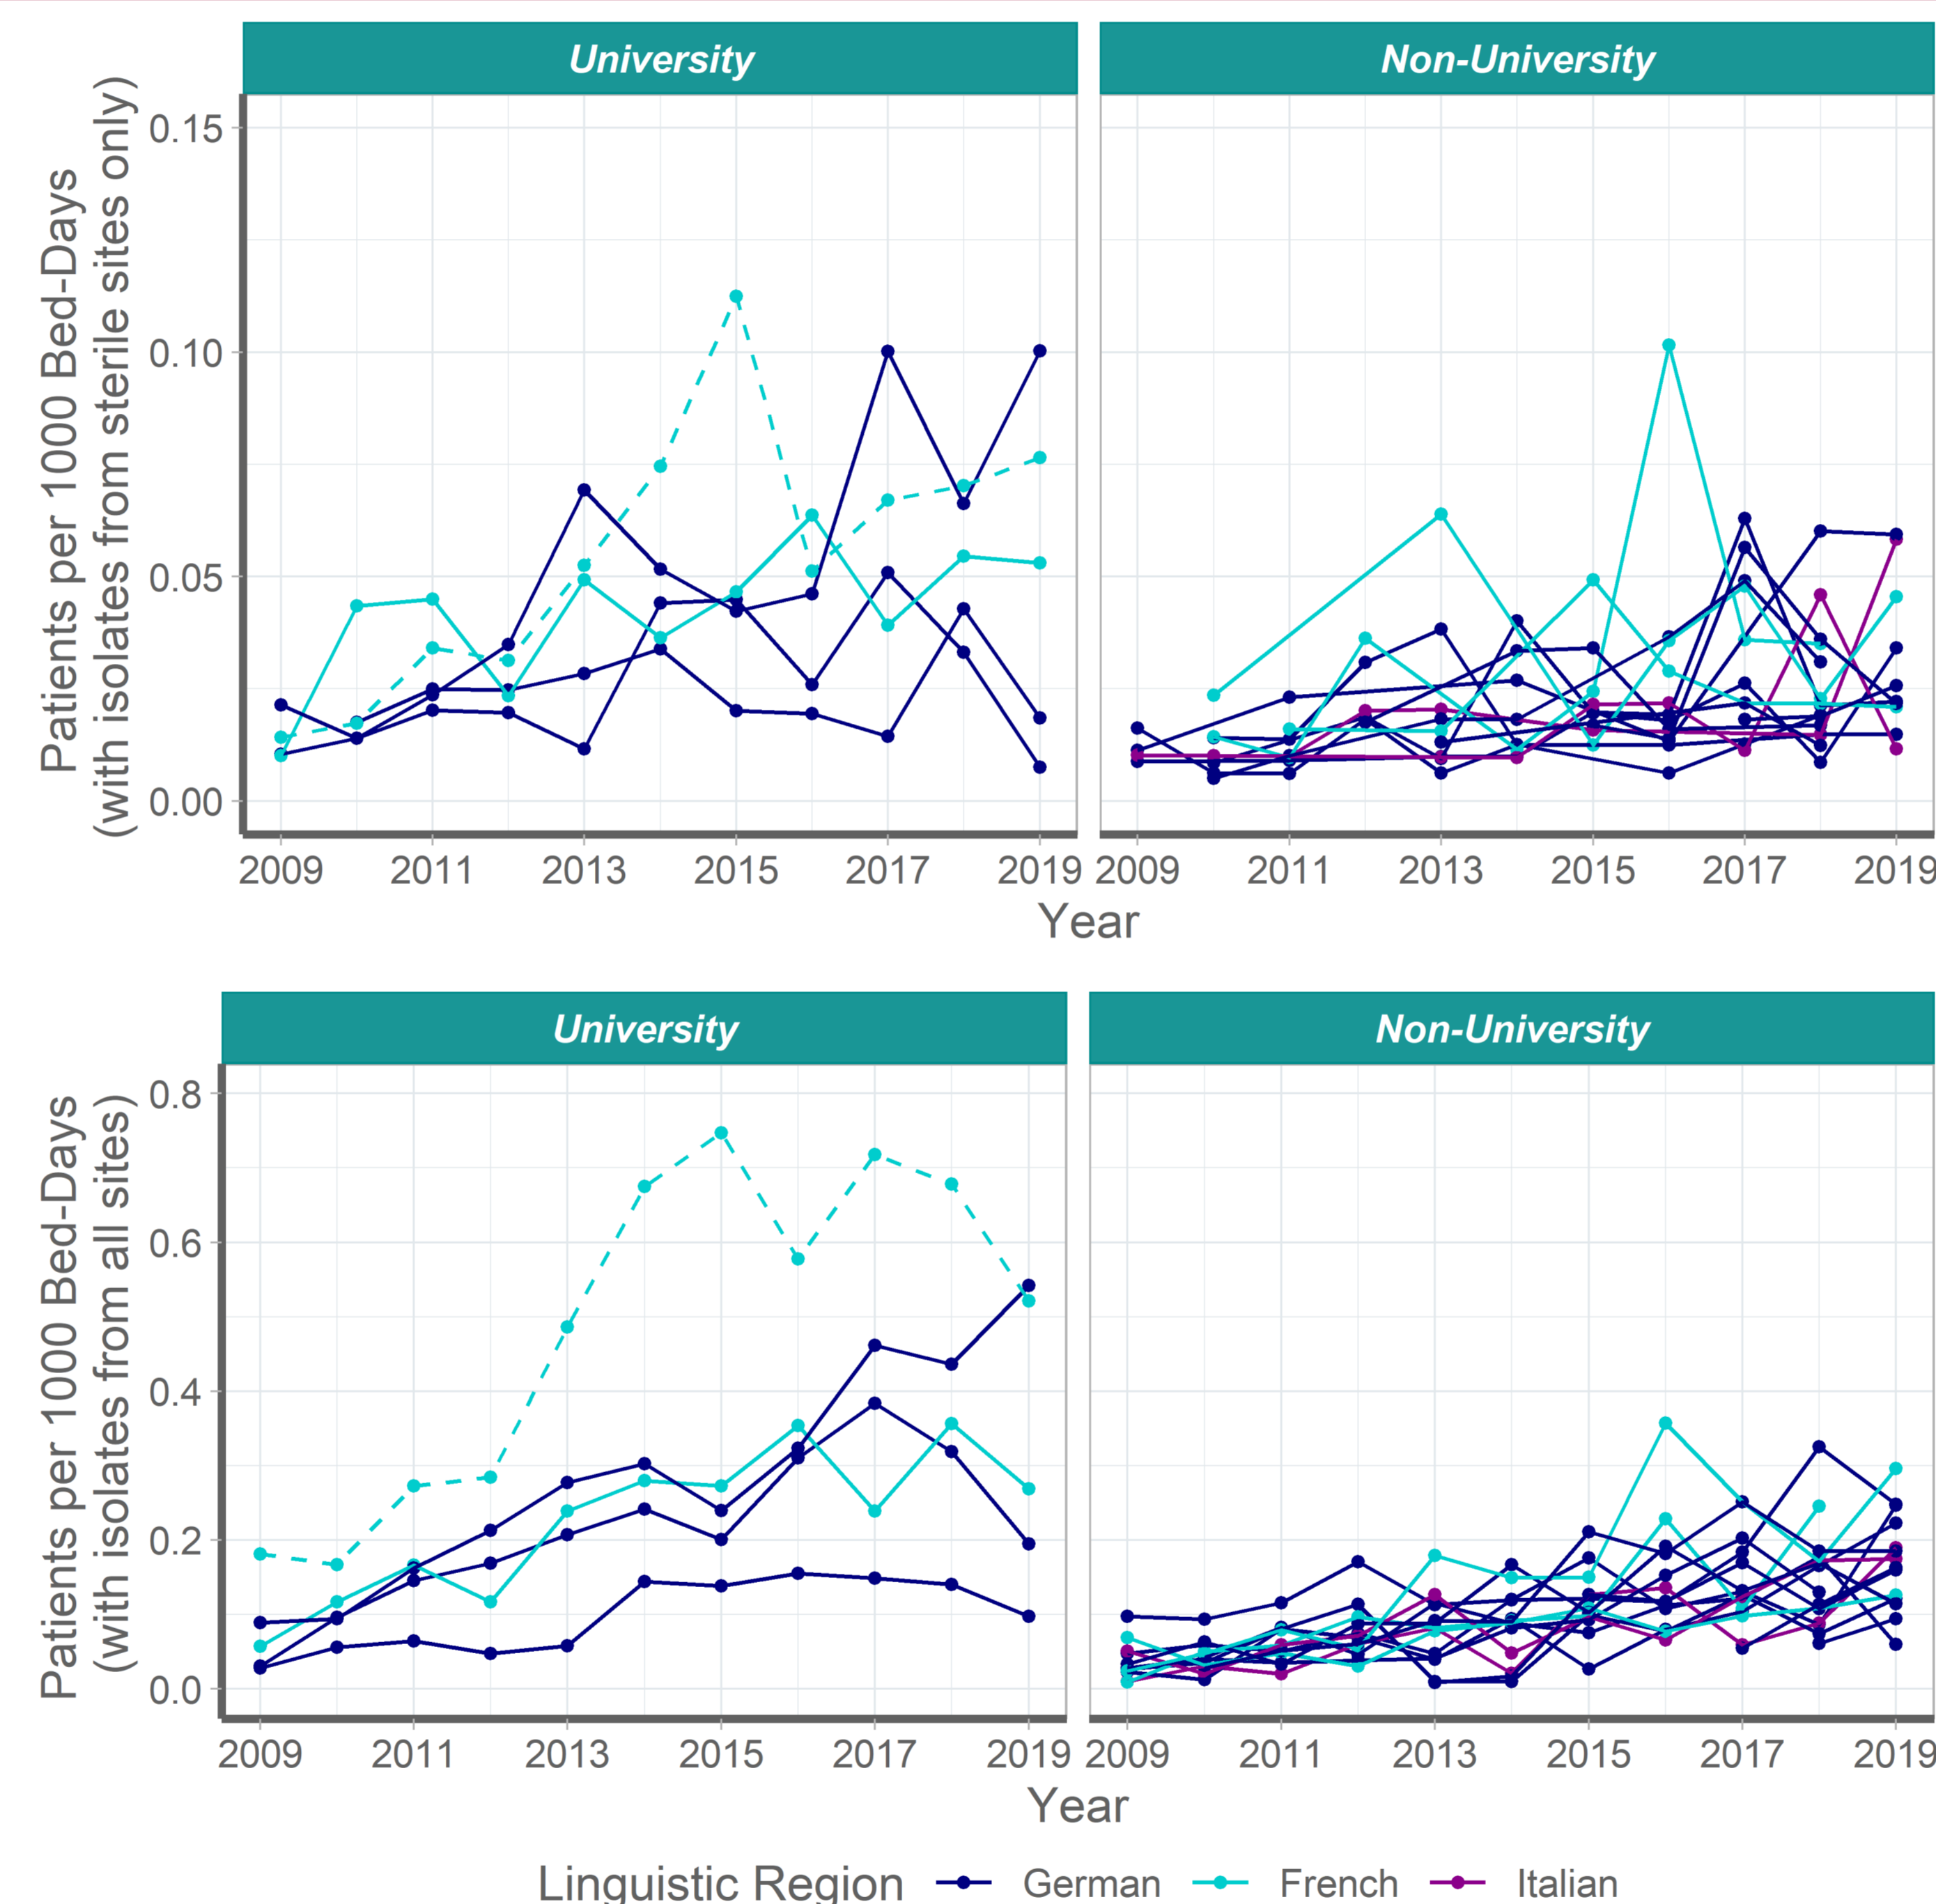 University
Non-University
Patients per 1000 Bed-Days
(with isolates from sterile sites only)
0.15
0.10
0.05
0.00
2009 2011 2013 2015 2017 2019
2009 2011 2013 2015 2017 2019
Year
University
Non-University
Patients per 1000 Bed-Days
(with isolates from all sites)
0.8
0.6
0.4
0.2
0.0
2009 2011 2013 2015 2017 2019
2009 2011 2013 2015 2017 2019
Year
Linguistic Region German French Italian